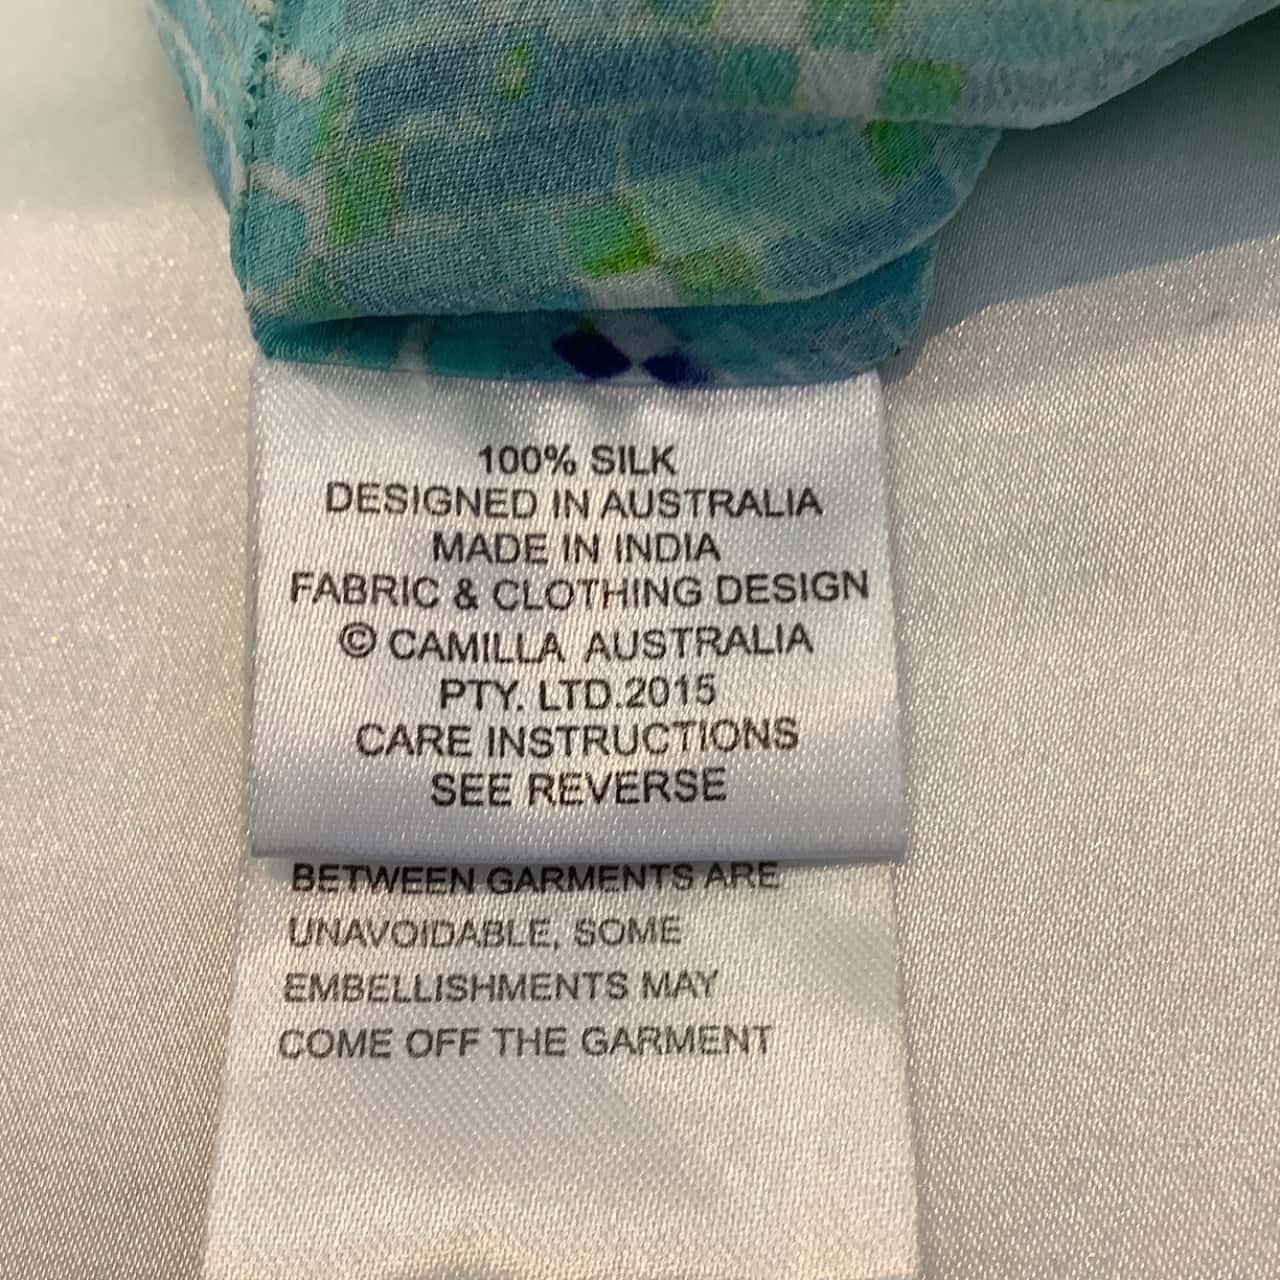 100% SILK
DESIGNED IN AUSTRALIA
MADE IN INDIA
FABRIC & CLOTHING DESIGN
© CAMILLA AUSTRALIA
PTY. LTD.2015
CARE INSTRUCTIONS
SEE REVERSE
BETWEEN GARMENTS ARE
UNAVOIDABLE, SOME
EMBELLISHMENTS MAY
COME OFF THE GARMENT